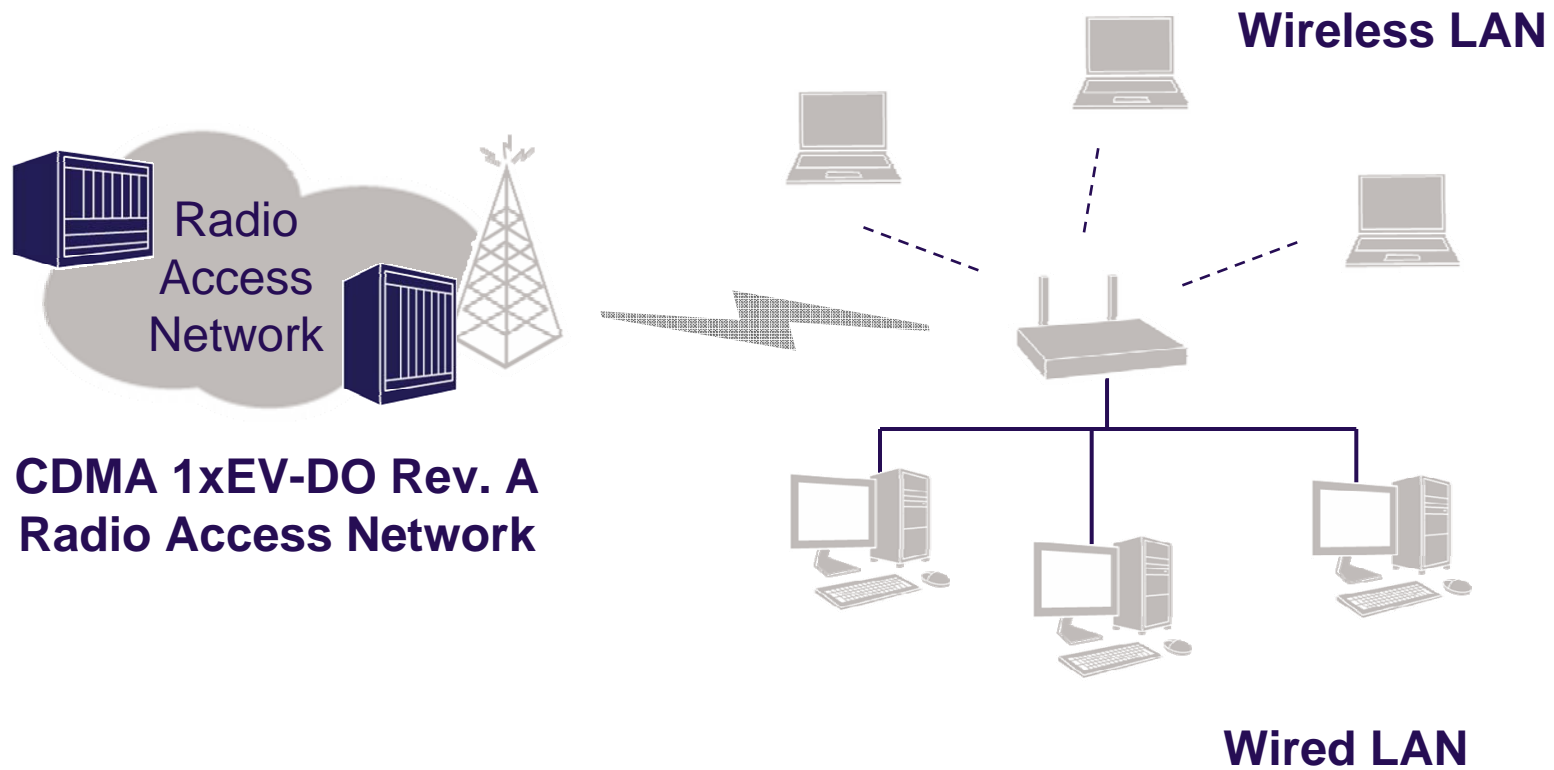 Wireless LAN
Radio
Access
Network
CDMA 1xEV-DO Rev. A
Radio Access Network
Wired LAN